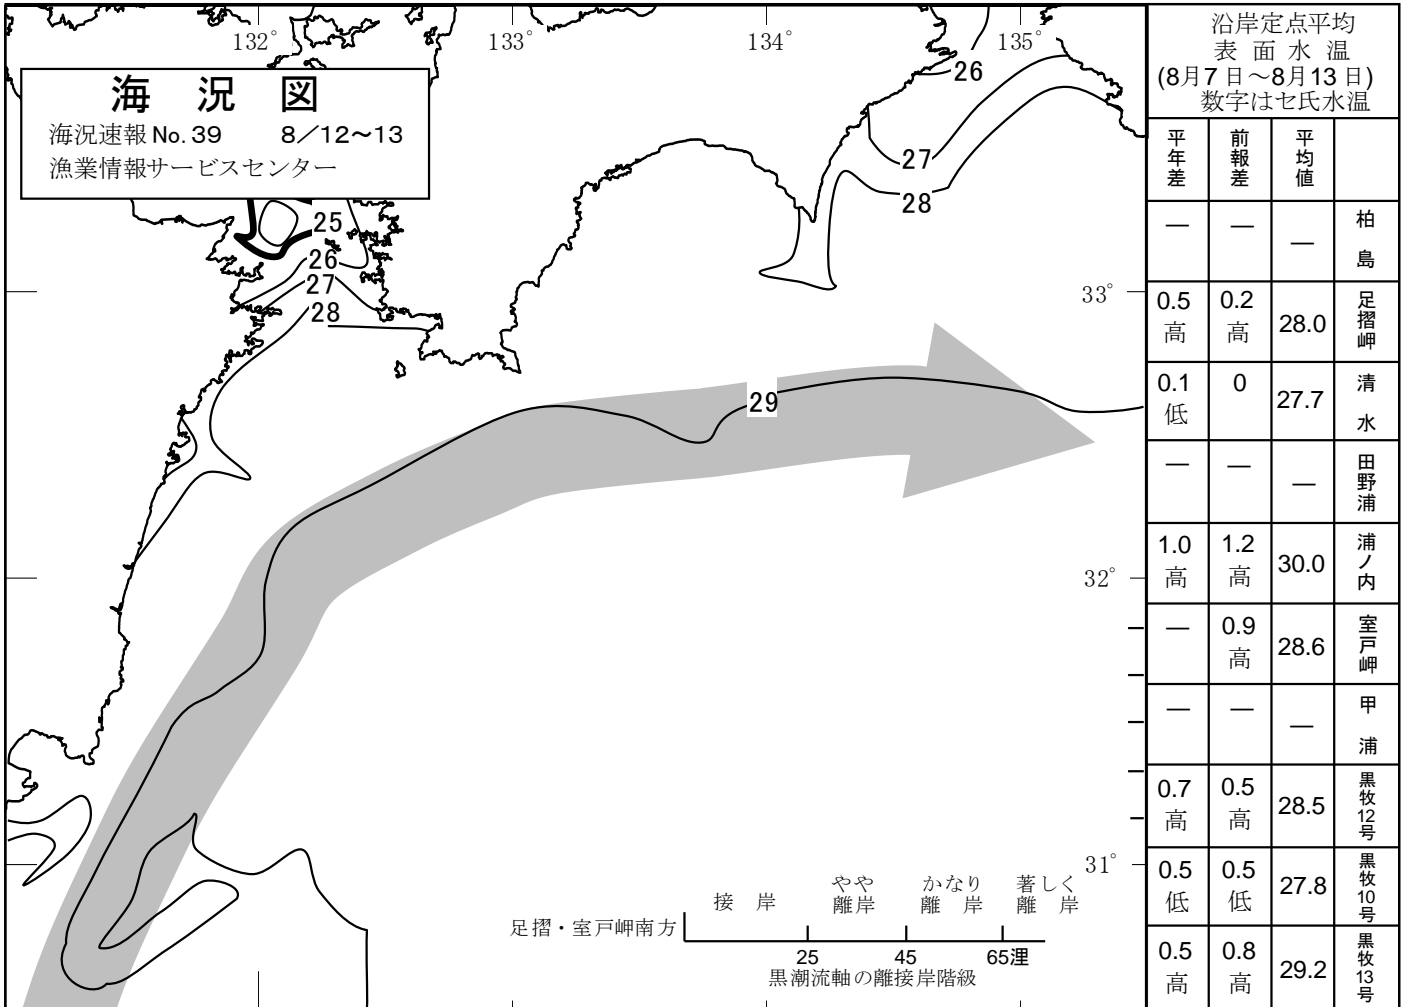 132°
133°
134°
135°
海況図
海況速報 No. 39 8／12～13
漁業情報サービスセンター
25
26
27
28
26
27
28
29
33°
32°
31°
接岸
やや離岸
かなり離岸
著しく離岸
足摺・室戸岬南方
25 45 65浬
黒潮流軸の離接岸階級
沿岸定点平均
表面水温
(8月7日～8月13日)
数字はセ氏水温
平年差 前報差 平均値
— — — 柏島
0.5高 0.2高 28.0 足摺岬
0.1低 0 27.7 清水
— — — 田野浦
1.0高 1.2高 30.0 浦ノ内
— 0.9高 28.6 室戸岬
— — — 甲浦
0.7高 0.5高 28.5 黒牧12号
0.5低 0.5低 27.8 黒牧10号
0.5高 0.8高 29.2 黒牧13号